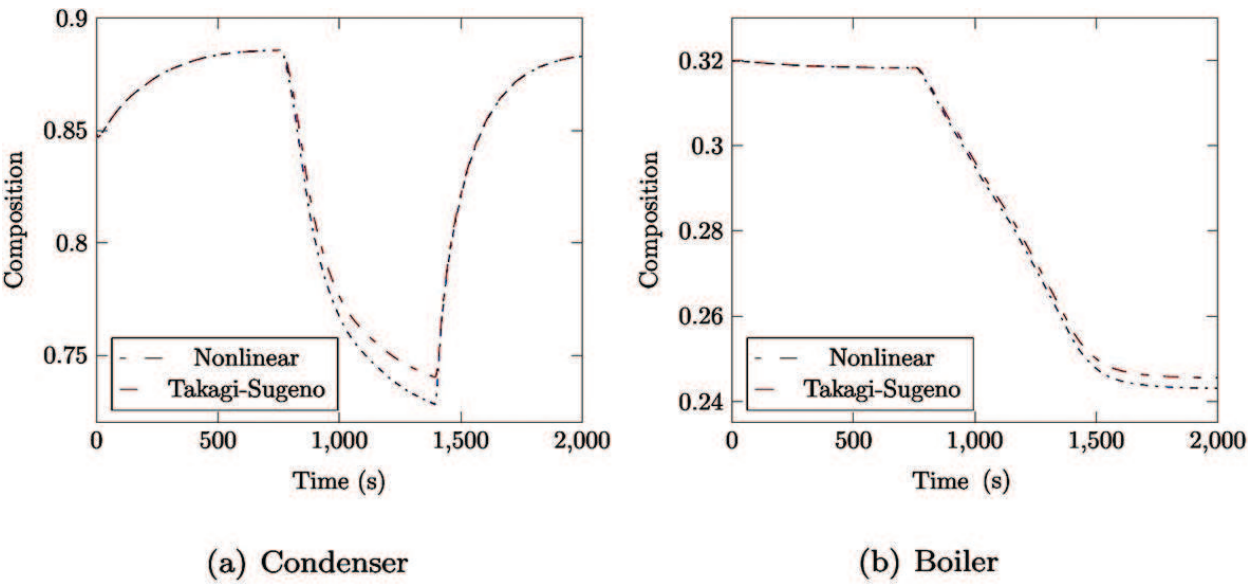 0.9
0.85
0.8
0.75
Composition
Nonlinear
Takagi-Sugeno
0
500
1,000
1,500
2,000
Time (s)
(a) Condenser
0.32
0.3
0.28
0.26
0.24
Composition
Nonlinear
Takagi-Sugeno
0
500
1,000
1,500
2,000
Time (s)
(b) Boiler